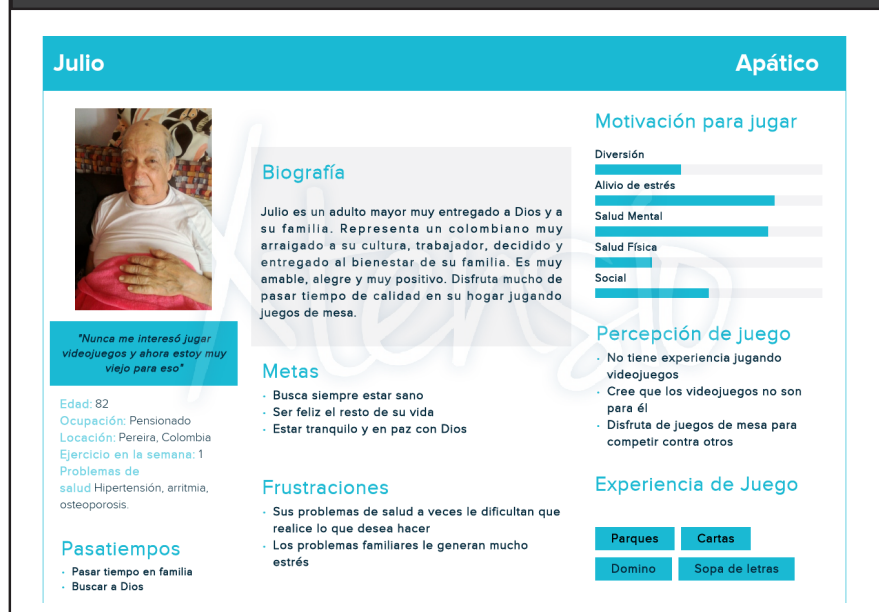 Julio
Apático
"Nunca me interesó jugar
videojuegos y ahora estoy muy
viejo para eso"
Edad: 82
Ocupación: Pensionado
Locación: Pereira, Colombia
Ejercicio en la semana: 1
Problemas de
salud Hipertensión, arritmia,
osteoporosis.
Pasatiempos
· Pasar tiempo en familia
· Buscar a Dios
Biografía
Julio es un adulto mayor muy entregado a Dios y a
su familia. Representa un colombiano muy
arraigado a su cultura, trabajador, decidido y
entregado al bienestar de su familia. Es muy
amable, alegre y muy positivo. Disfruta mucho de
pasar tiempo de calidad en su hogar jugando
juegos de mesa.
Metas
· Busca siempre estar sano
· Ser feliz el resto de su vida
· Estar tranquilo y en paz con Dios
Frustraciones
· Sus problemas de salud a veces le dificultan que
realice lo que desea hacer
· Los problemas familiares le generan mucho
estrés
Motivación para jugar
Diversión
Alivio de estrés
Salud Mental
Salud Física
Social
Percepción de juego
· No tiene experiencia jugando
videojuegos
· Cree que los videojuegos no son
para él
· Disfruta de juegos de mesa para
competir contra otros
Experiencia de Juego
Parques
Cartas
Domino
Sopa de letras